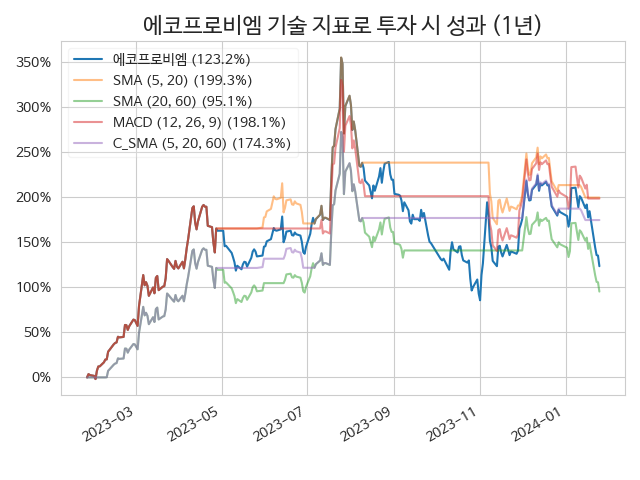 에코프로비엠 기술 지표로 투자 시 성과 (1년)
에코프로비엠 (123.2%)
SMA (5, 20) (199.3%)
SMA (20, 60) (95.1%)
MACD (12, 26, 9) (198.1%)
C_SMA (5, 20, 60) (174.3%)
350%
300%
250%
200%
150%
100%
50%
0%
2023-03
2023-05
2023-07
2023-09
2023-11
2024-01